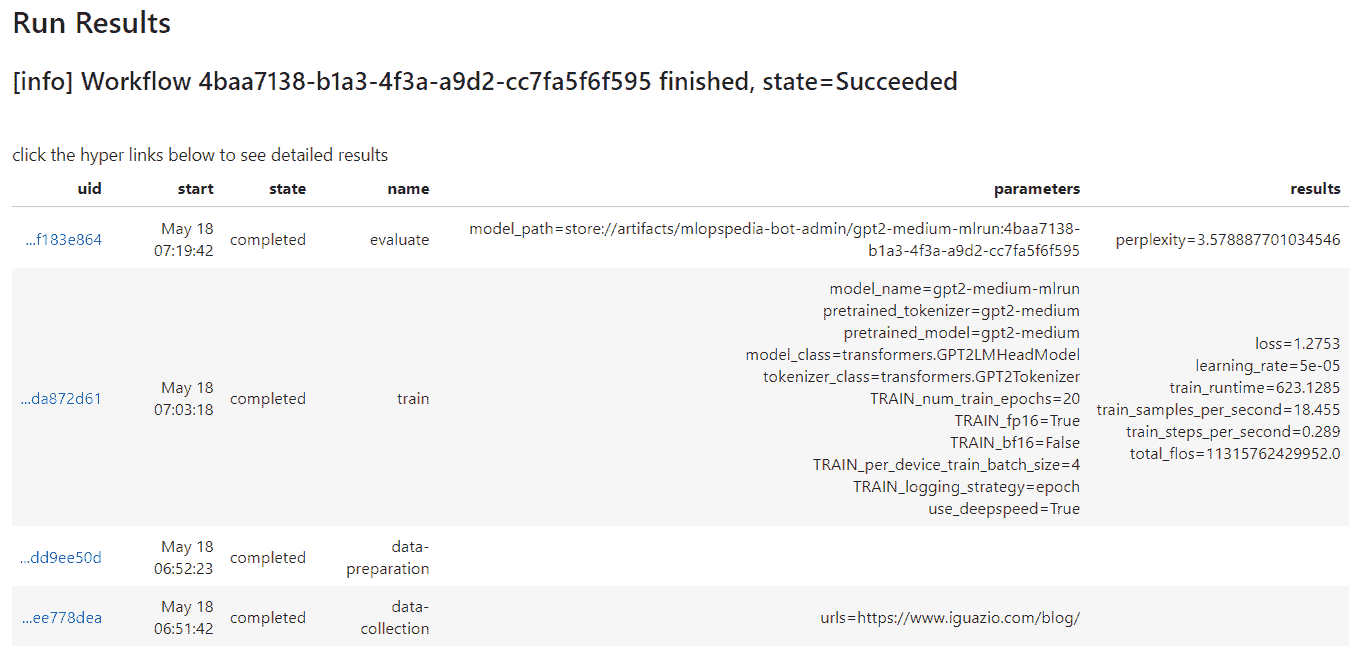 Run Results
[info] Workflow 4baa7138-b1a3-4f3a-a9d2-cc7fa5f6f595 finished, state=Succeeded
click the hyper links below to see detailed results
uid start state name parameters results
...f183e864
May 18
07:19:42
completed
evaluate
model_path=store://artifacts/mlopspedia-bot-admin/gpt2-medium-mlrun:4baa7138-
b1a3-4f3a-a9d2-cc7fa5f6f595
perplexity=3.578887701034546
...da872d61
May 18
07:03:18
completed
train
model_name=gpt2-medium-mlrun
pretrained_tokenizer=gpt2-medium
pretrained_model=gpt2-medium
model_class=transformers.GPT2LMHeadModel
tokenizer_class=transformers.GPT2Tokenizer
TRAIN_num_train_epochs=20
TRAIN_fp16=True
TRAIN_bf16=False
TRAIN_per_device_train_batch_size=4
TRAIN_logging_strategy=epoch
use_deepspeed=True
loss=1.2753
learning_rate=5e-05
train_runtime=623.1285
train_samples_per_second=18.455
train_steps_per_second=0.289
total_flos=11315762429952.0
...dd9ee50d
May 18
06:52:23
completed
data-
preparation
...ee778dea
May 18
06:51:42
completed
data-
collection
urls=https://www.iguazio.com/blog/